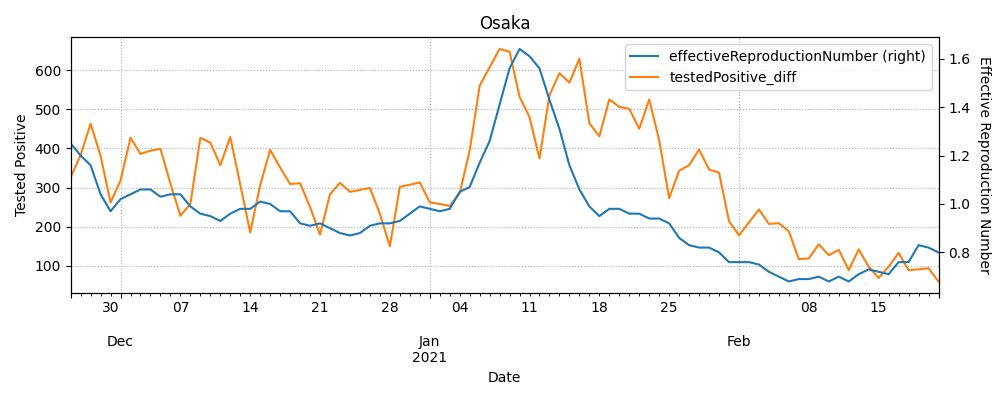 Osaka
effectiveReproductionNumber (right)
testedPositive_diff
Tested Positive
600
500
400
300
200
100
1.6
1.4
1.2
1.0
0.8
Effective Reproduction Number
30 07 14 21 28 04 11 18 25 08 15
Dec Jan Feb
2021
Date